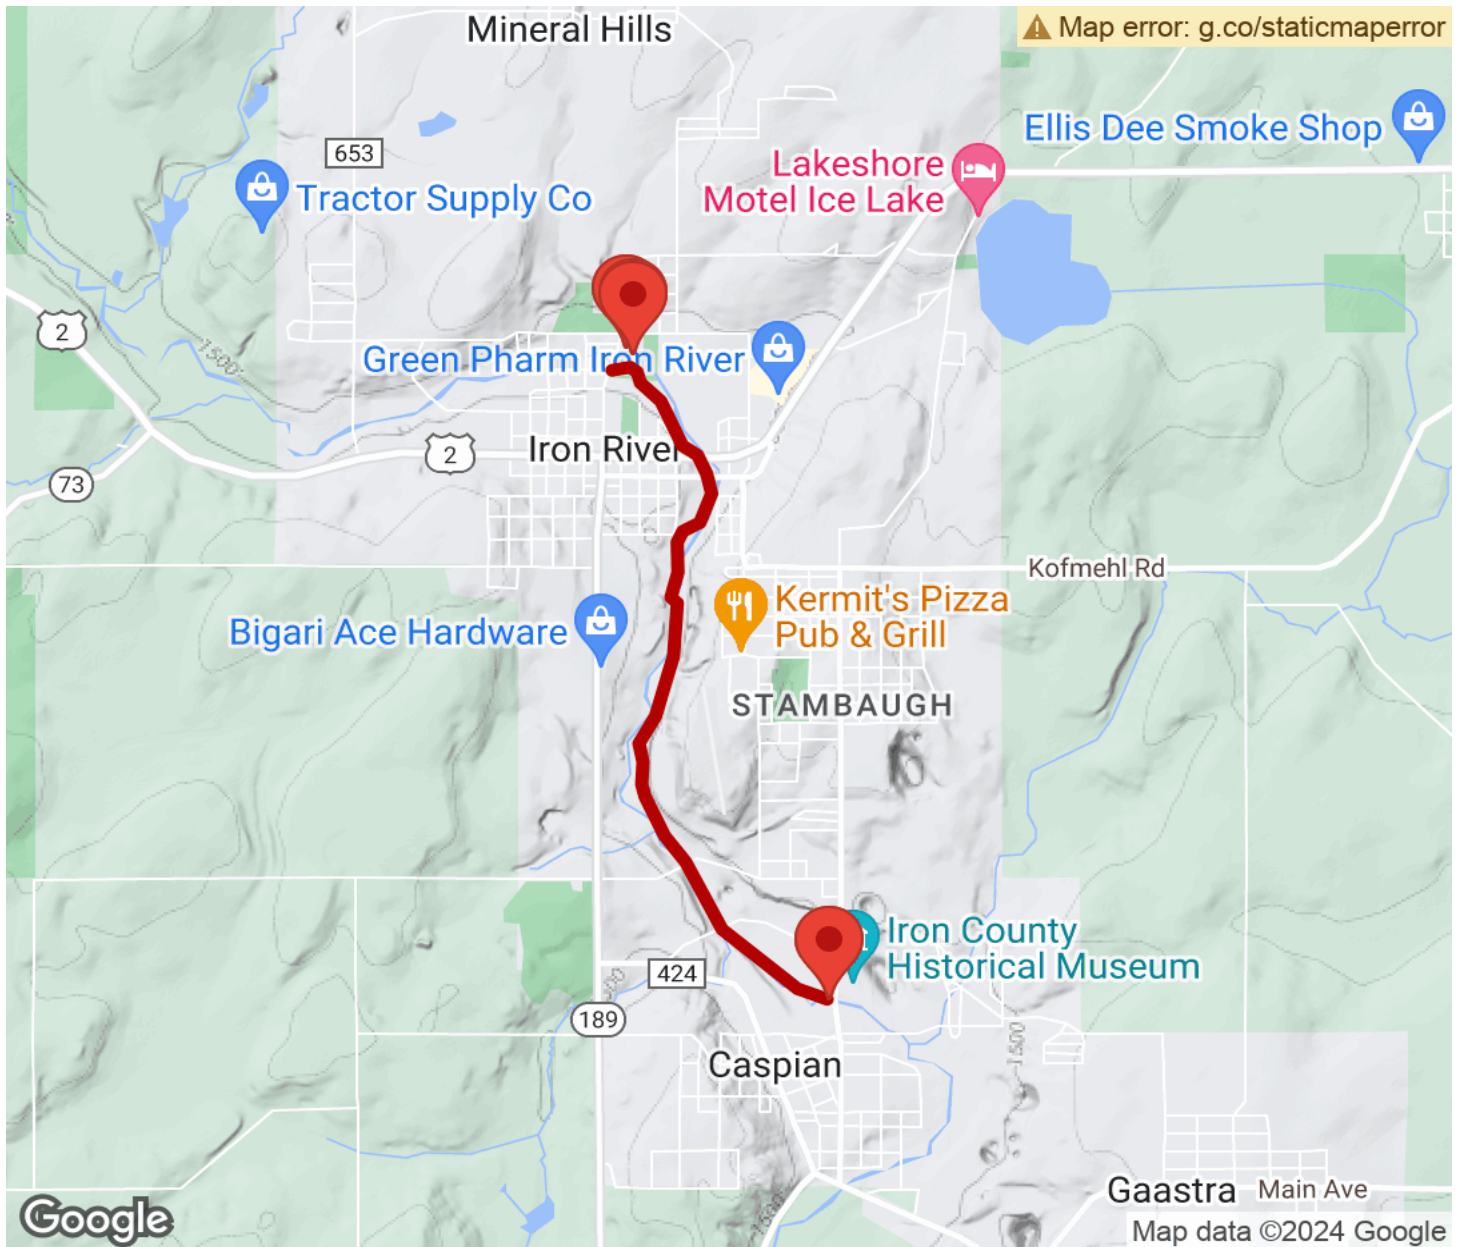 Mineral Hills
Map error: g.co/staticmaperror
Ellis Dee Smoke Shop
653
Lakeshore
Motel Ice Lake
Tractor Supply Co
2
1500'
Green Pharm Iron River
Iron River
2
73
Kofmehl Rd
Kermit's Pizza
Pub & Grill
Bigari Ace Hardware
STAMBAUGH
Iron County
Historical Museum
424
189
1500
Caspian
Gaastra
Main Ave
Google
Map data ©2024 Google